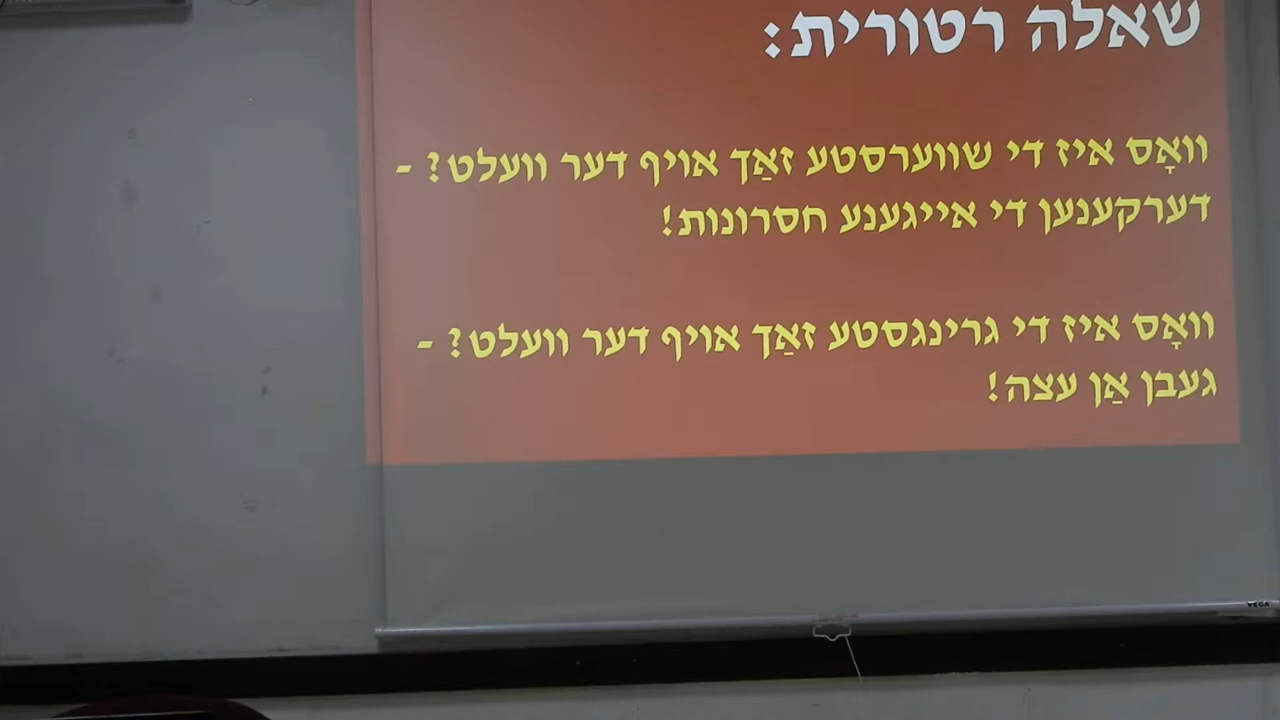 שאלה רטורית:
וואָס איז די שווערסטע זאַך אויף דער וועלט? -
דערקענען די אייגענע חסרונות!
וואָס איז די גרינגסטע זאַך אויף דער וועלט? -
געבן אַן עצה!
VEGA